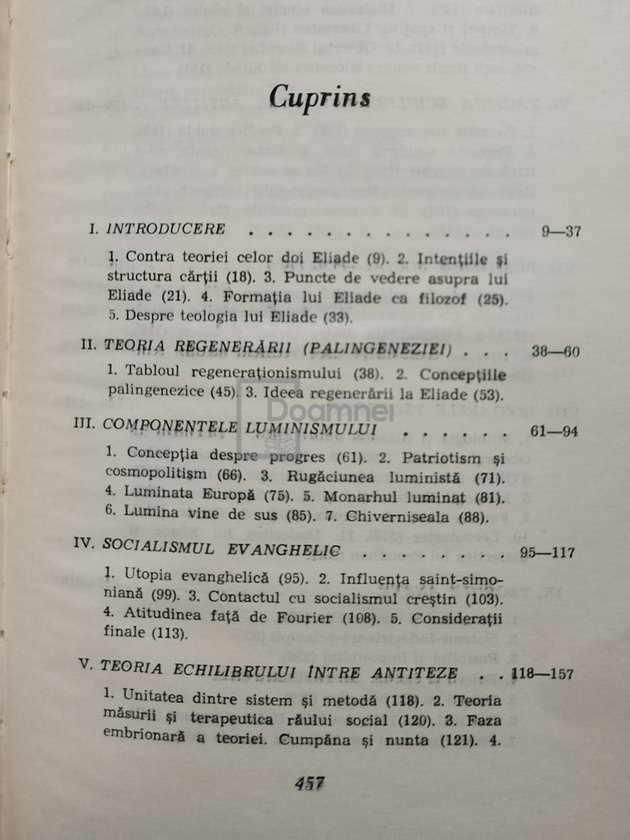 Cuprins
I. INTRODUCERE . . . . . . . . . . . . . . 9—37
1. Contra teoriei celor doi Eliade (9). 2. Intențiile și
structura cărții (18). 3. Puncte de vedere asupra lui
Eliade (21). 4. Formația lui Eliade ca filozof (25).
5. Despre teologia lui Eliade (33).
II. TEORIA REGENERĂRII (PALINGENEZIEI) . . . 38—60
1. Tabloul regeneraționismului (38). 2. Concepțiile
palingenezice (45). 3. Ideea regenerării la Eliade (53).
III. COMPONENTELE LUMINISMULUI . . . . . . 61—94
1. Concepția despre progres (61). 2. Patriotism și
cosmopolitism (66). 3. Rugăciunea luministă (71).
4. Luminata Europă (75). 5. Monarhul luminat (81).
6. Lumina vine de sus (85). 7. Chiverniseala (88).
IV. SOCIALISMUL EVANGHELIC . . . . . . . . 95—117
1. Utopia evanghelică (95). 2. Influența saint-simo-
niană (99). 3. Contactul cu socialismul creștin (103).
4. Atitudinea față de Fourier (108). 5. Considerații
finale (113).
V. TEORIA ECHILIBRULUI ÎNTRE ANTITEZE . . 118—157
1. Unitatea dintre sistem și metodă (118). 2. Teoria
măsurii și terapeutica răului social (120). 3. Faza
embrionară a teoriei. Cumpăna și nunta (121). 4.
457
Doamnei